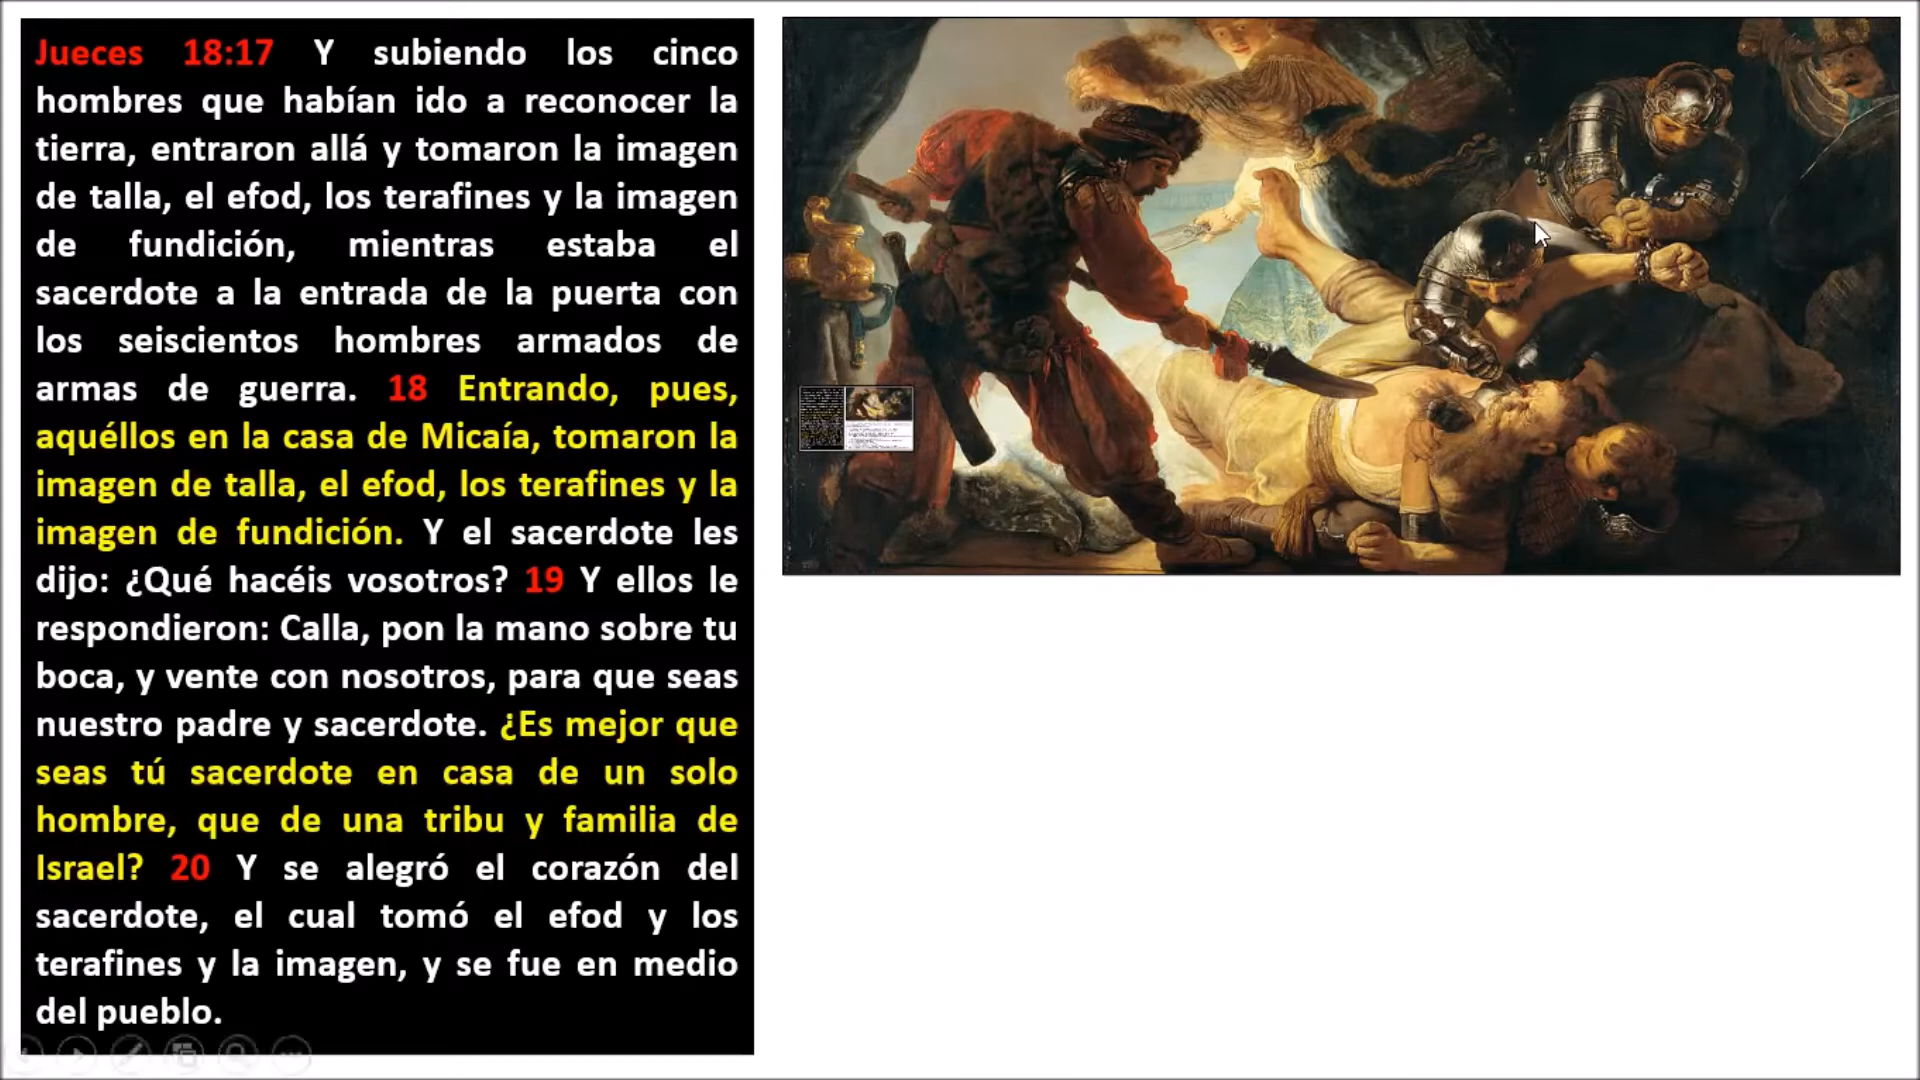 Jueces 18:17 Y subiendo los cinco
hombres que habían ido a reconocer la
tierra, entraron allá y tomaron la imagen
de talla, el efod, los terafines y la imagen
de fundición, mientras estaba el
sacerdote a la entrada de la puerta con
los seiscientos hombres armados de
armas de guerra. 18 Entrando, pues,
aquéllos en la casa de Micaía, tomaron la
imagen de talla, el efod, los terafines y la
imagen de fundición. Y el sacerdote les
dijo: ¿Qué hacéis vosotros? 19 Y ellos le
respondieron: Calla, pon la mano sobre tu
boca, y vente con nosotros, para que seas
nuestro padre y sacerdote. ¿Es mejor que
seas tú sacerdote en casa de un solo
hombre, que de una tribu y familia de
Israel? 20 Y se alegró el corazón del
sacerdote, el cual tomó el efod y los
terafines y la imagen, y se fue en medio
del pueblo.